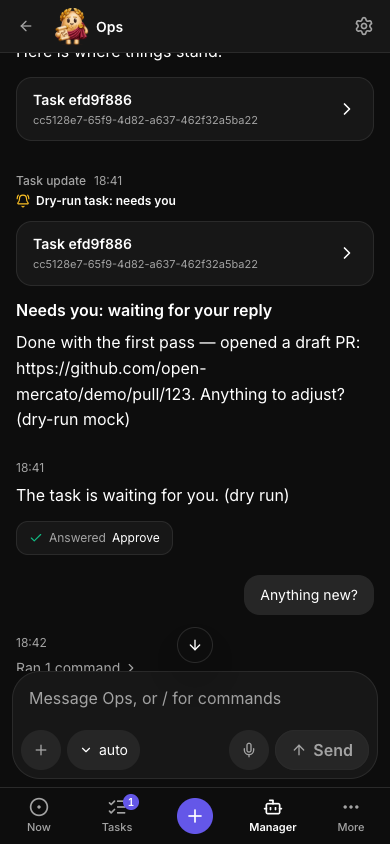 Ops
Here is where things stand:
Task efd9f886
cc5128e7-65f9-4d82-a637-462f32a5ba22
Task update 18:41
Dry-run task: needs you
Task efd9f886
cc5128e7-65f9-4d82-a637-462f32a5ba22
Needs you: waiting for your reply
Done with the first pass — opened a draft PR:
https://github.com/open-
mercato/demo/pull/123. Anything to adjust?
(dry-run mock)
18:41
The task is waiting for you. (dry run)
Answered Approve
Anything new?
18:42
Ran 1 command
Message Ops, or / for commands
auto
Send
1
Now
Tasks
Manager
More